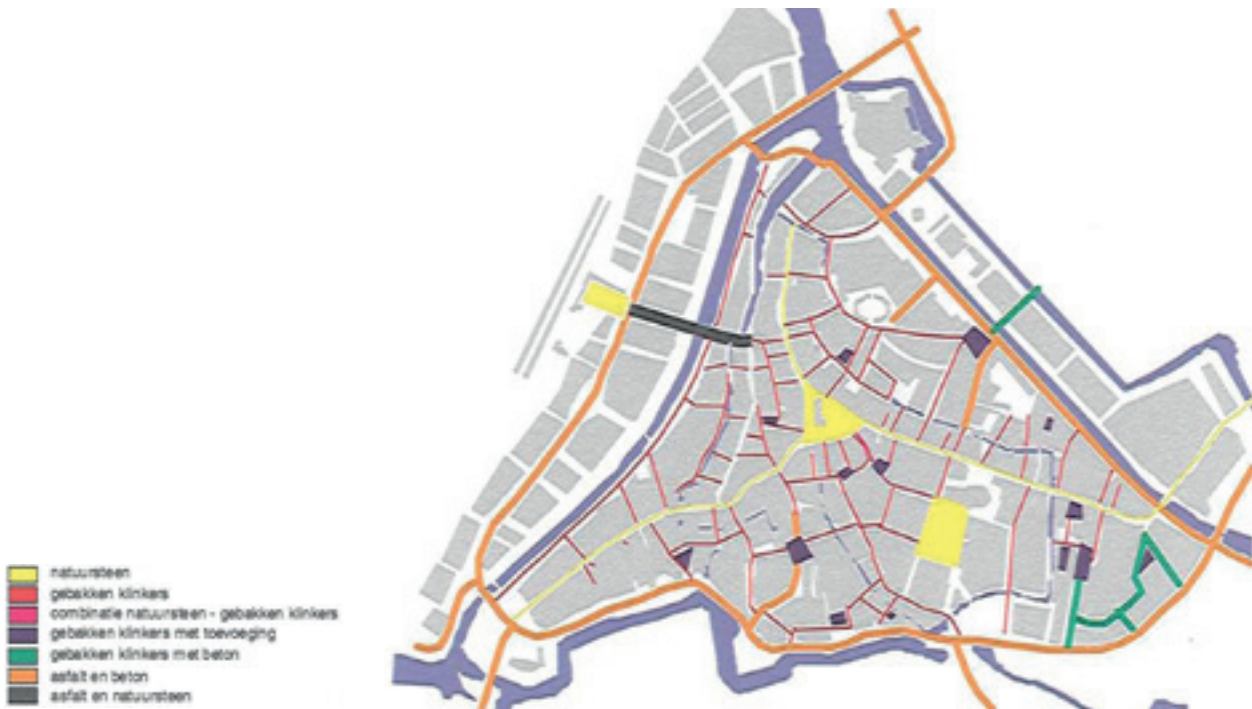 natuursteen
gebakken klinkers
combinatie natuursteen - gebakken klinkers
gebakken klinkers met toevoeging
gebakken klinkers met beton
asfalt en beton
asfalt en natuursteen